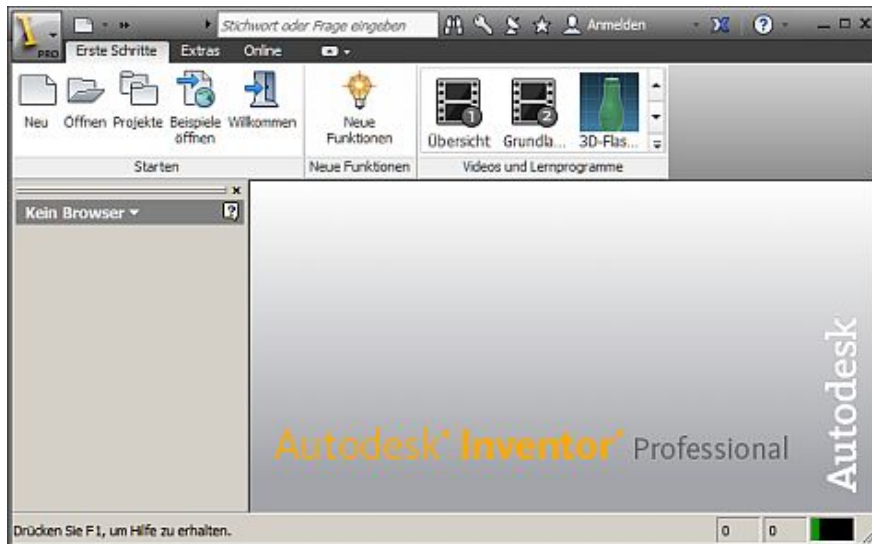 Stichwort oder Frage eingeben Anmelden
PRO Erste Schritte Extras Online
Neu Öffnen Projekte Beispiele öffnen Willkommen
Neue Funktionen
1 2
Übersicht Grundla... 3D-Flas...
Starten Neue Funktionen Videos und Lernprogramme
Kein Browser
Autodesk
Autodesk® Inventor® Professional
Drücken Sie F1, um Hilfe zu erhalten. 0 0